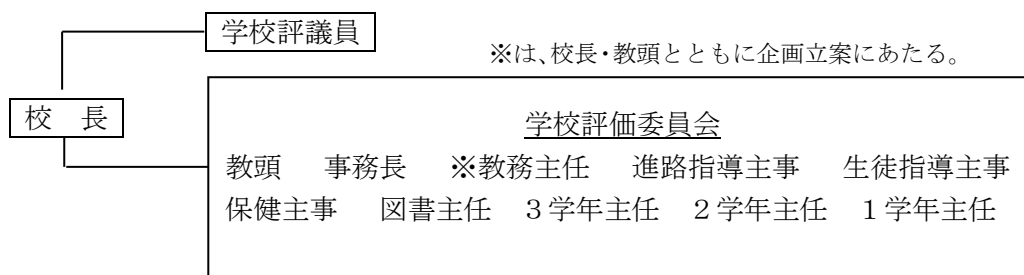 学校評議員
※は、校長・教頭とともに企画立案にあたる。
校　長
学校評価委員会
教頭　事務長　※教務主任　進路指導主事　生徒指導主事
保健主事　図書主任　３学年主任　２学年主任　１学年主任